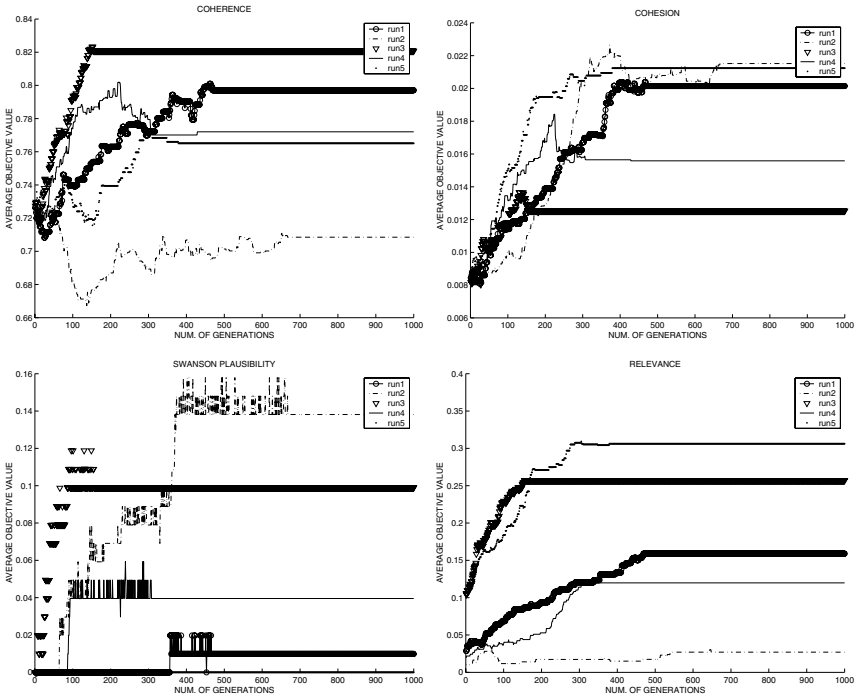 COHERENCE
AVERAGE OBJECTIVE VALUE
0.84
0.82
0.8
0.78
0.76
0.74
0.72
0.7
0.68
0.66
0 100 200 300 400 500 600 700 800 900 1000
NUM. OF GENERATIONS
run1
run2
run3
run4
run5
COHESION
AVERAGE OBJECTIVE VALUE
0.024
0.022
0.02
0.018
0.016
0.014
0.012
0.01
0.008
0.006
0 100 200 300 400 500 600 700 800 900 1000
NUM. OF GENERATIONS
run1
run2
run3
run4
run5
SWANSON PLAUSIBILITY
AVERAGE OBJECTIVE VALUE
0.16
0.14
0.12
0.1
0.08
0.06
0.04
0.02
0
0 100 200 300 400 500 600 700 800 900 1000
NUM. OF GENERATIONS
run1
run2
run3
run4
run5
RELEVANCE
AVERAGE OBJECTIVE VALUE
0.4
0.35
0.3
0.25
0.2
0.15
0.1
0.05
0
0 100 200 300 400 500 600 700 800 900 1000
NUM. OF GENERATIONS
run1
run2
run3
run4
run5